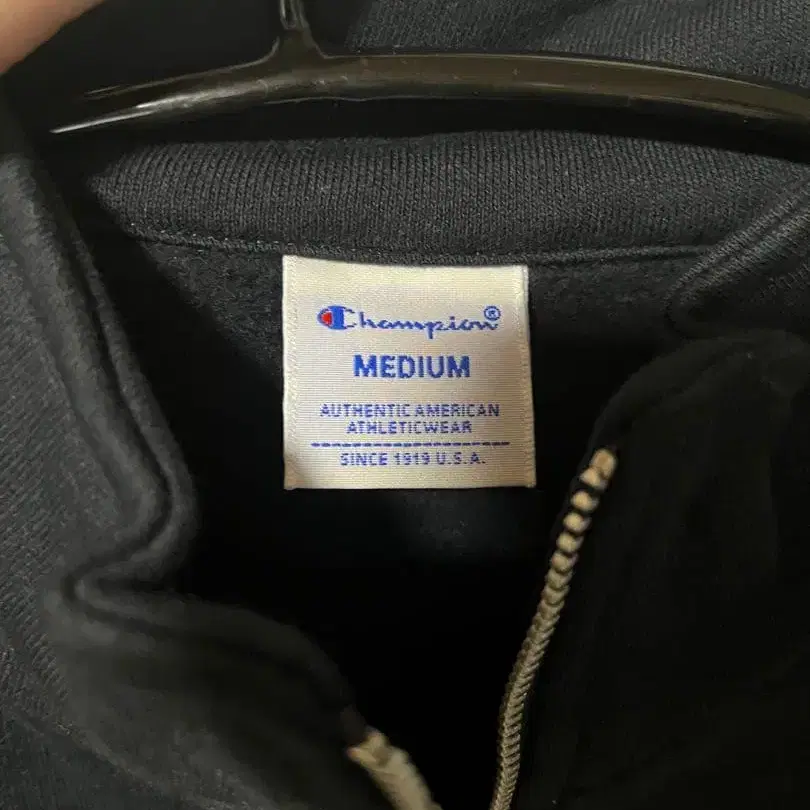 Champion®
MEDIUM
AUTHENTIC AMERICAN
ATHLETICWEAR
SINCE 1919 U.S.A.